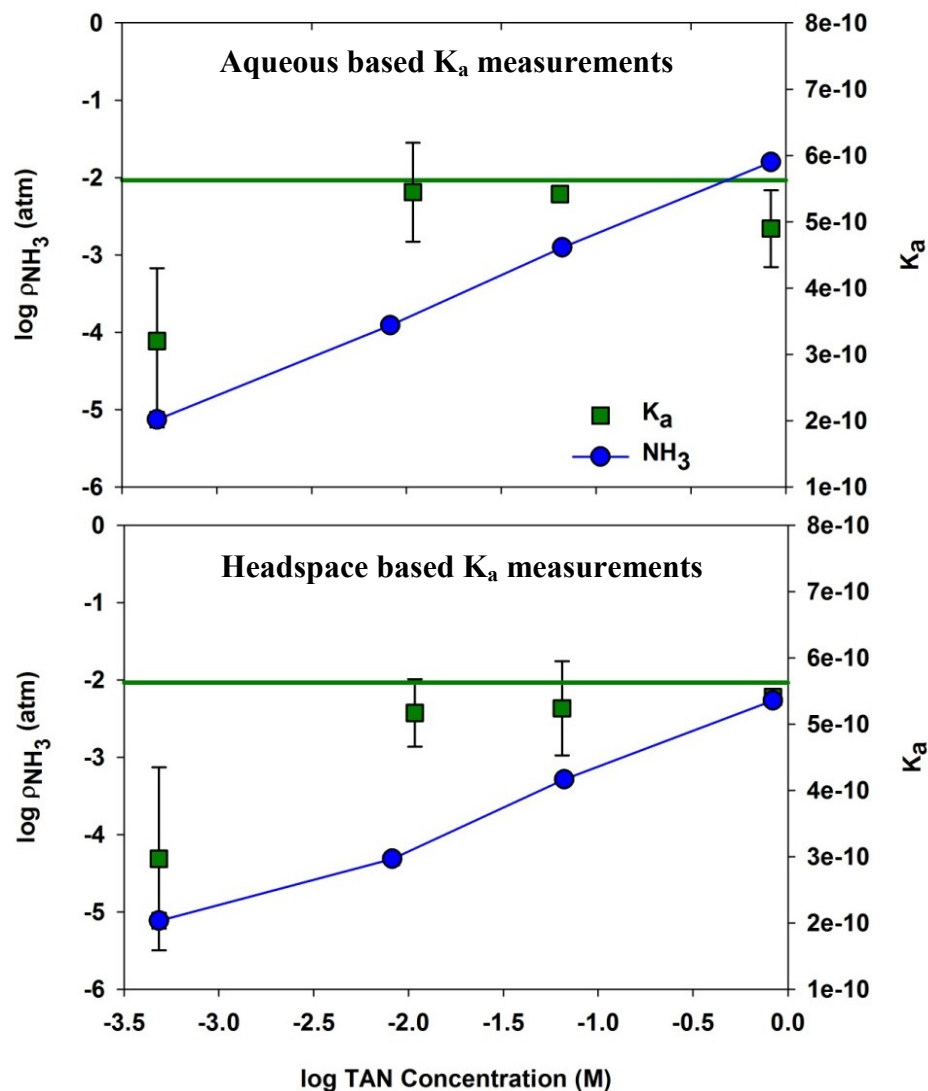 Aqueous based Ka measurements
0
-1
-2
-3
-4
-5
-6
log ρNH3 (atm)
8e-10
7e-10
6e-10
5e-10
4e-10
3e-10
2e-10
1e-10
Ka
Ka
NH3
Headspace based Ka measurements
0
-1
-2
-3
-4
-5
-6
log ρNH3 (atm)
8e-10
7e-10
6e-10
5e-10
4e-10
3e-10
2e-10
1e-10
Ka
-3.5 -3.0 -2.5 -2.0 -1.5 -1.0 -0.5 0.0
log TAN Concentration (M)